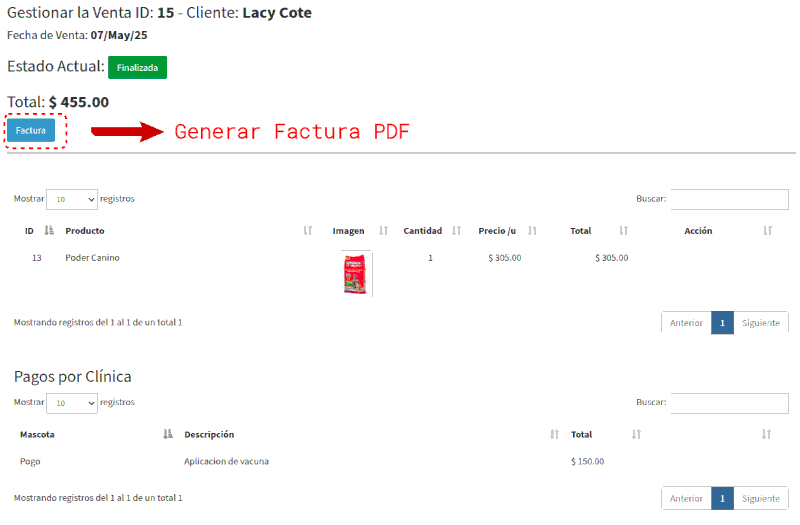 Gestionar la Venta ID: 15 - Cliente: Lacy Cote
Fecha de Venta: 07/May/25
Estado Actual: Finalizada
Total: $ 455.00
Factura
Generar Factura PDF
Mostrar 10 registros Buscar:
ID Producto Imagen Cantidad Precio /u Total Acción
13 Poder Canino 1 $ 305.00 $ 305.00
Mostrando registros del 1 al 1 de un total 1 Anterior 1 Siguiente
Pagos por Clínica
Mostrar 10 registros Buscar:
Mascota Descripción Total
Pogo Aplicacion de vacuna $ 150.00
Mostrando registros del 1 al 1 de un total 1 Anterior 1 Siguiente